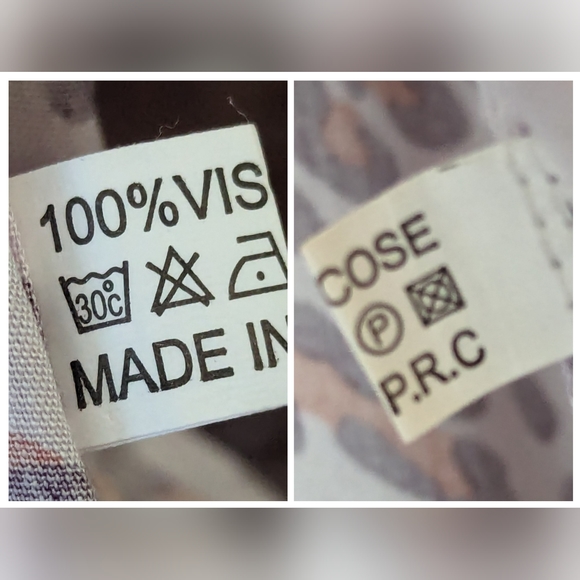 100%VIS
30°c
MADE IN
COSE
P
P.R.C